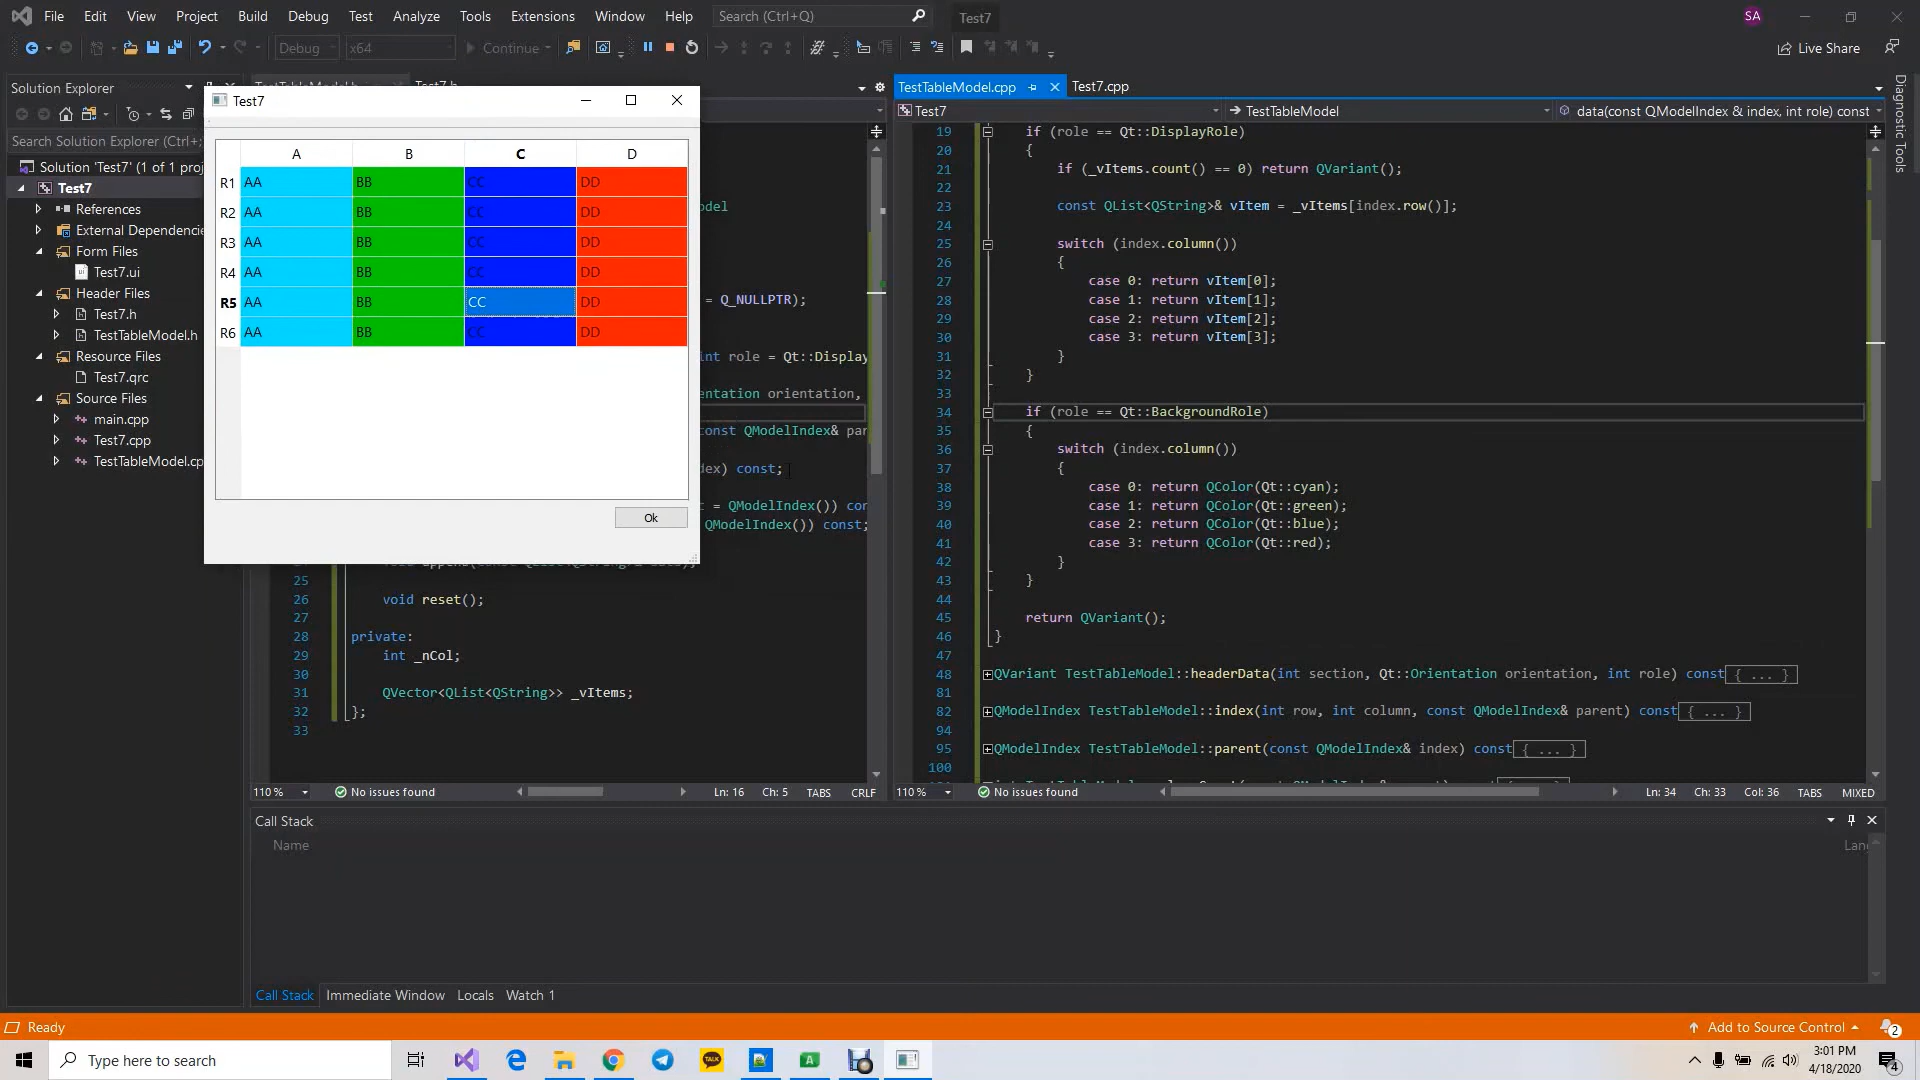 File Edit View Project Build Debug Test Analyze Tools Extensions Window Help Search (Ctrl+Q) Test7 SA
Debug x64 Continue Live Share
Solution Explorer
Search Solution Explorer (Ctrl+;
Solution 'Test7' (1 of 1 proj
Test7
References
External Dependencie
Form Files
Test7.ui
Header Files
Test7.h
TestTableModel.h
Resource Files
Test7.qrc
Source Files
main.cpp
Test7.cpp
TestTableModel.cp
Test7
A B C D
R1 AA BB CC DD
R2 AA BB CC DD
R3 AA BB CC DD
R4 AA BB CC DD
R5 AA BB CC DD
R6 AA BB CC DD
Ok
odel
= Q_NULLPTR);
int role = Qt::Display
entation orientation,
const QModelIndex& par
dex) const;
t = QModelIndex()) con
QModelIndex()) const;
25
26 void reset();
27
28 private:
29 int _nCol;
30
31 QVector<QList<QString>> _vItems;
32 };
33
110 % No issues found Ln: 16 Ch: 5 TABS CRLF
TestTableModel.cpp Test7.cpp
Test7 TestTableModel data(const QModelIndex & index, int role) const
19 if (role == Qt::DisplayRole)
20 {
21 if (_vItems.count() == 0) return QVariant();
22
23 const QList<QString>& vItem = _vItems[index.row()];
24
25 switch (index.column())
26 {
27 case 0: return vItem[0];
28 case 1: return vItem[1];
29 case 2: return vItem[2];
30 case 3: return vItem[3];
31 }
32 }
33
34 if (role == Qt::BackgroundRole)
35 {
36 switch (index.column())
37 {
38 case 0: return QColor(Qt::cyan);
39 case 1: return QColor(Qt::green);
40 case 2: return QColor(Qt::blue);
41 case 3: return QColor(Qt::red);
42 }
43 }
44
45 return QVariant();
46 }
47
48 QVariant TestTableModel::headerData(int section, Qt::Orientation orientation, int role) const{ ... }
81
82 QModelIndex TestTableModel::index(int row, int column, const QModelIndex& parent) const{ ... }
94
95 QModelIndex TestTableModel::parent(const QModelIndex& index) const{ ... }
100
110 % No issues found Ln: 34 Ch: 33 Col: 36 TABS MIXED
Diagnostic Tools
Call Stack
Name Lang
Call Stack Immediate Window Locals Watch 1
Ready Add to Source Control 2
Type here to search
TALK
3:01 PM
4/18/2020
4